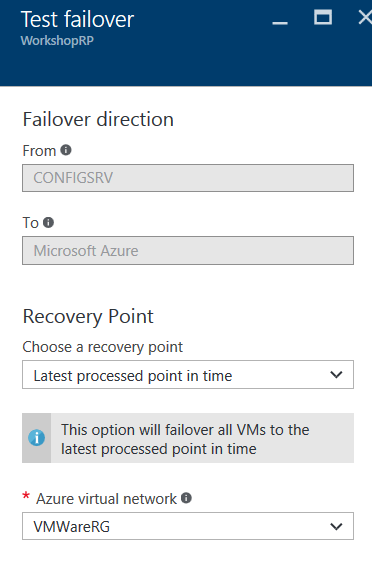 Test failover
WorkshopRP
Failover direction
From
CONFIGSRV
To
Microsoft Azure
Recovery Point
Choose a recovery point
Latest processed point in time
This option will failover all VMs to the
latest processed point in time
* Azure virtual network
VMWareRG